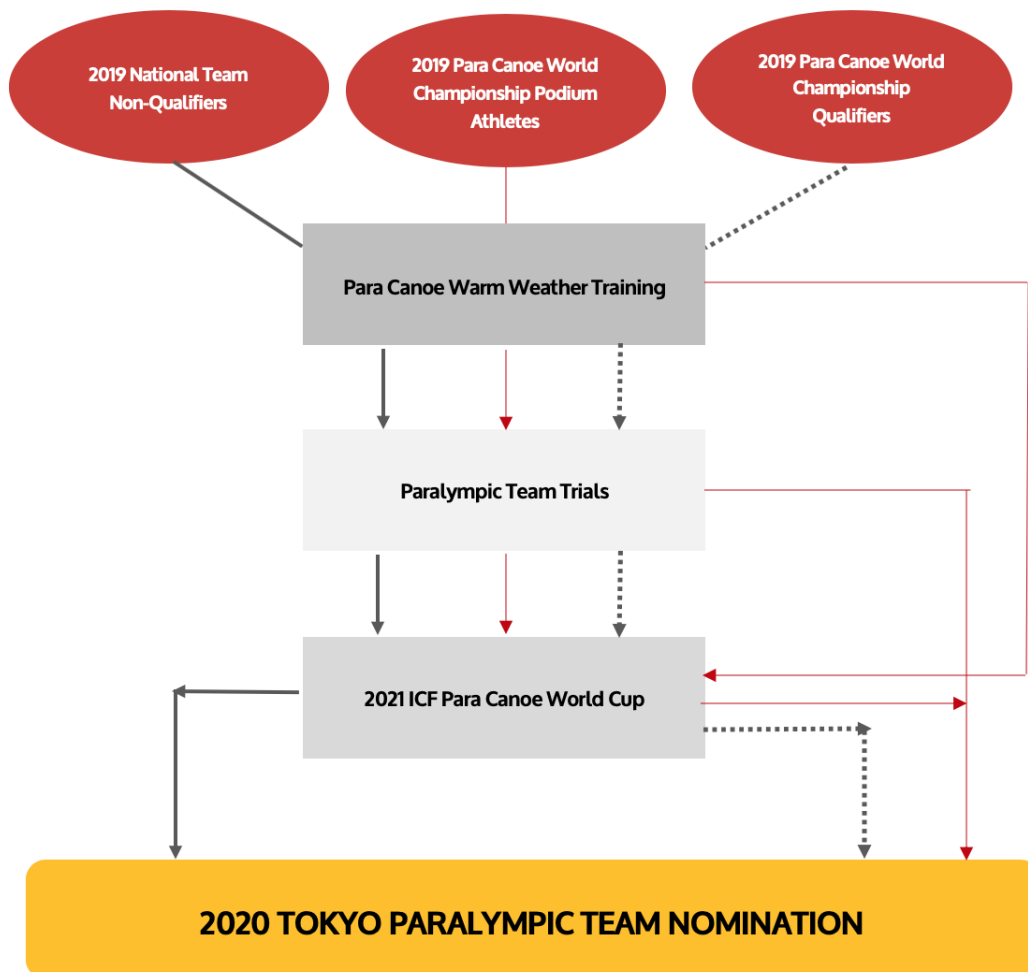 2019 National Team
Non-Qualifiers
2019 Para Canoe World
Championship Podium
Athletes
2019 Para Canoe World
Championship
Qualifiers
Para Canoe Warm Weather Training
Paralympic Team Trials
2021 ICF Para Canoe World Cup
2020 TOKYO PARALYMPIC TEAM NOMINATION